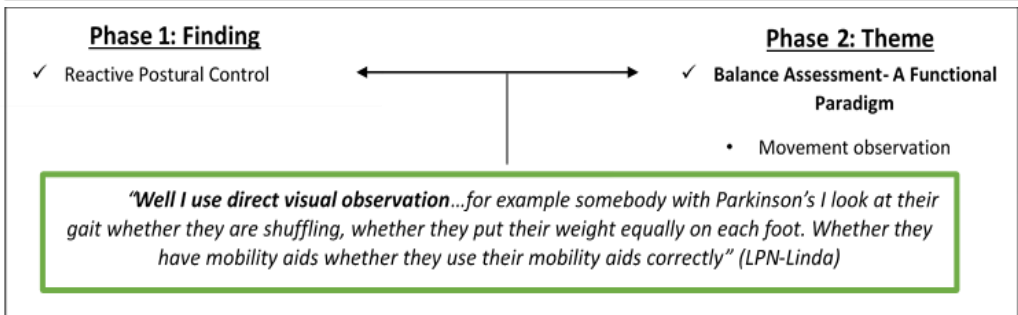 Phase 1: Finding
✓ Reactive Postural Control
Phase 2: Theme
✓ Balance Assessment- A Functional
Paradigm
• Movement observation
“Well I use direct visual observation…for example somebody with Parkinson’s I look at their
gait whether they are shuffling, whether they put their weight equally on each foot. Whether they
have mobility aids whether they use their mobility aids correctly” (LPN-Linda)